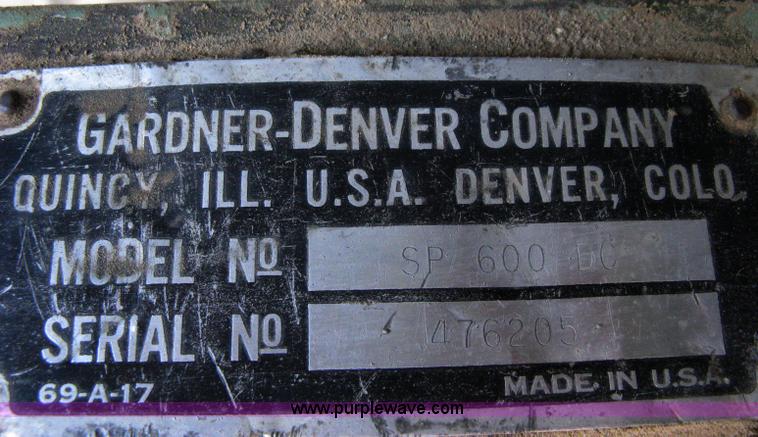 GARDNER-DENVER COMPANY
QUINCY, ILL. U.S.A. DENVER, COLO.
MODEL Nº SP 600 DC
SERIAL Nº 476205
69-A-17 MADE IN U.S.A.
www.purplewave.com